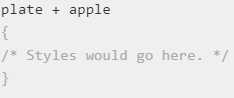 plate + apple
{
/* Styles would go here. */
}